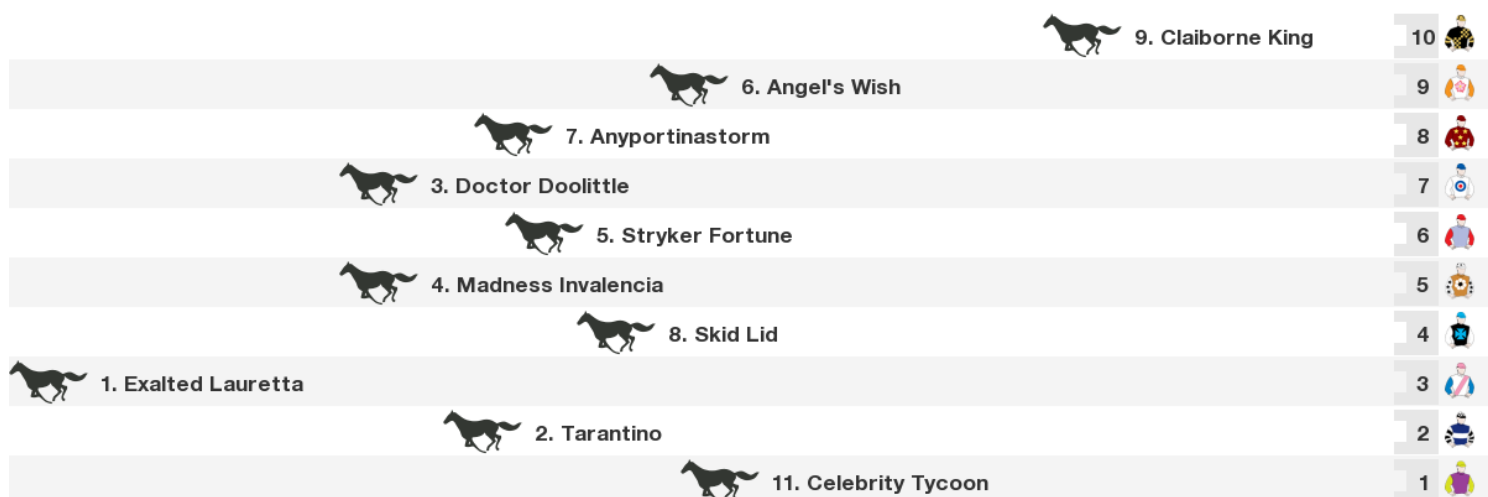 9. Claiborne King 10
6. Angel's Wish 9
7. Anyportinastorm 8
3. Doctor Doolittle 7
5. Stryker Fortune 6
4. Madness Invalencia 5
8. Skid Lid 4
1. Exalted Lauretta 3
2. Tarantino 2
11. Celebrity Tycoon 1